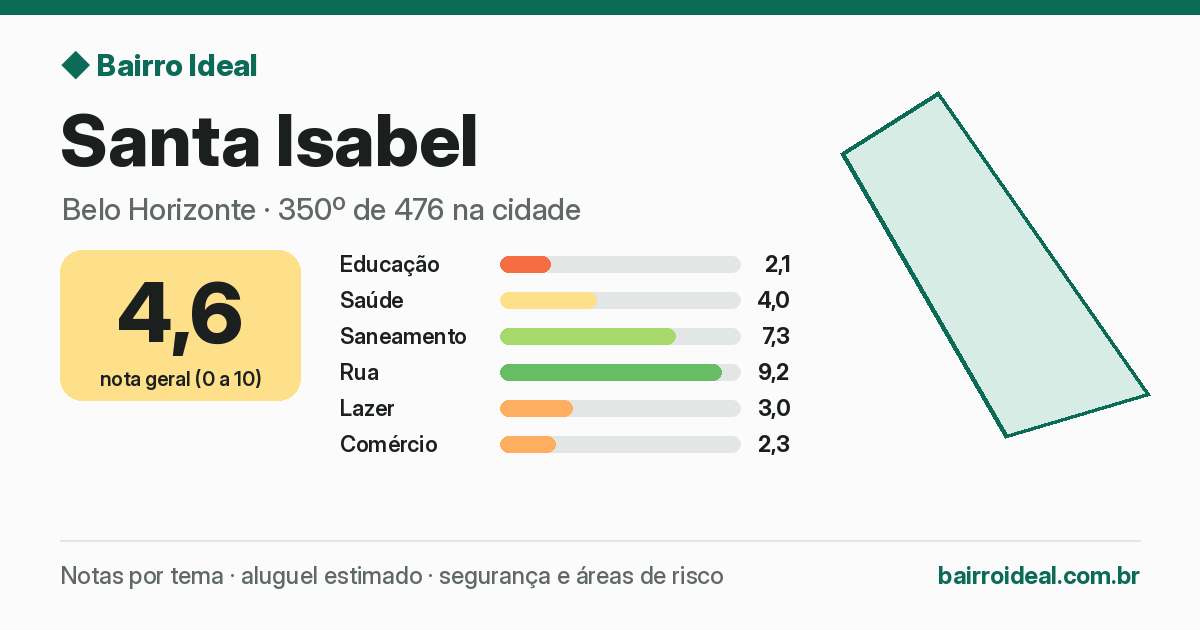 Bairro Ideal
Santa Isabel
Belo Horizonte · 350º de 476 na cidade
4,6
nota geral (0 a 10)
Educação 2,1
Saúde 4,0
Saneamento 7,3
Rua 9,2
Lazer 3,0
Comércio 2,3
Notas por tema · aluguel estimado · segurança e áreas de risco
bairroideal.com.br